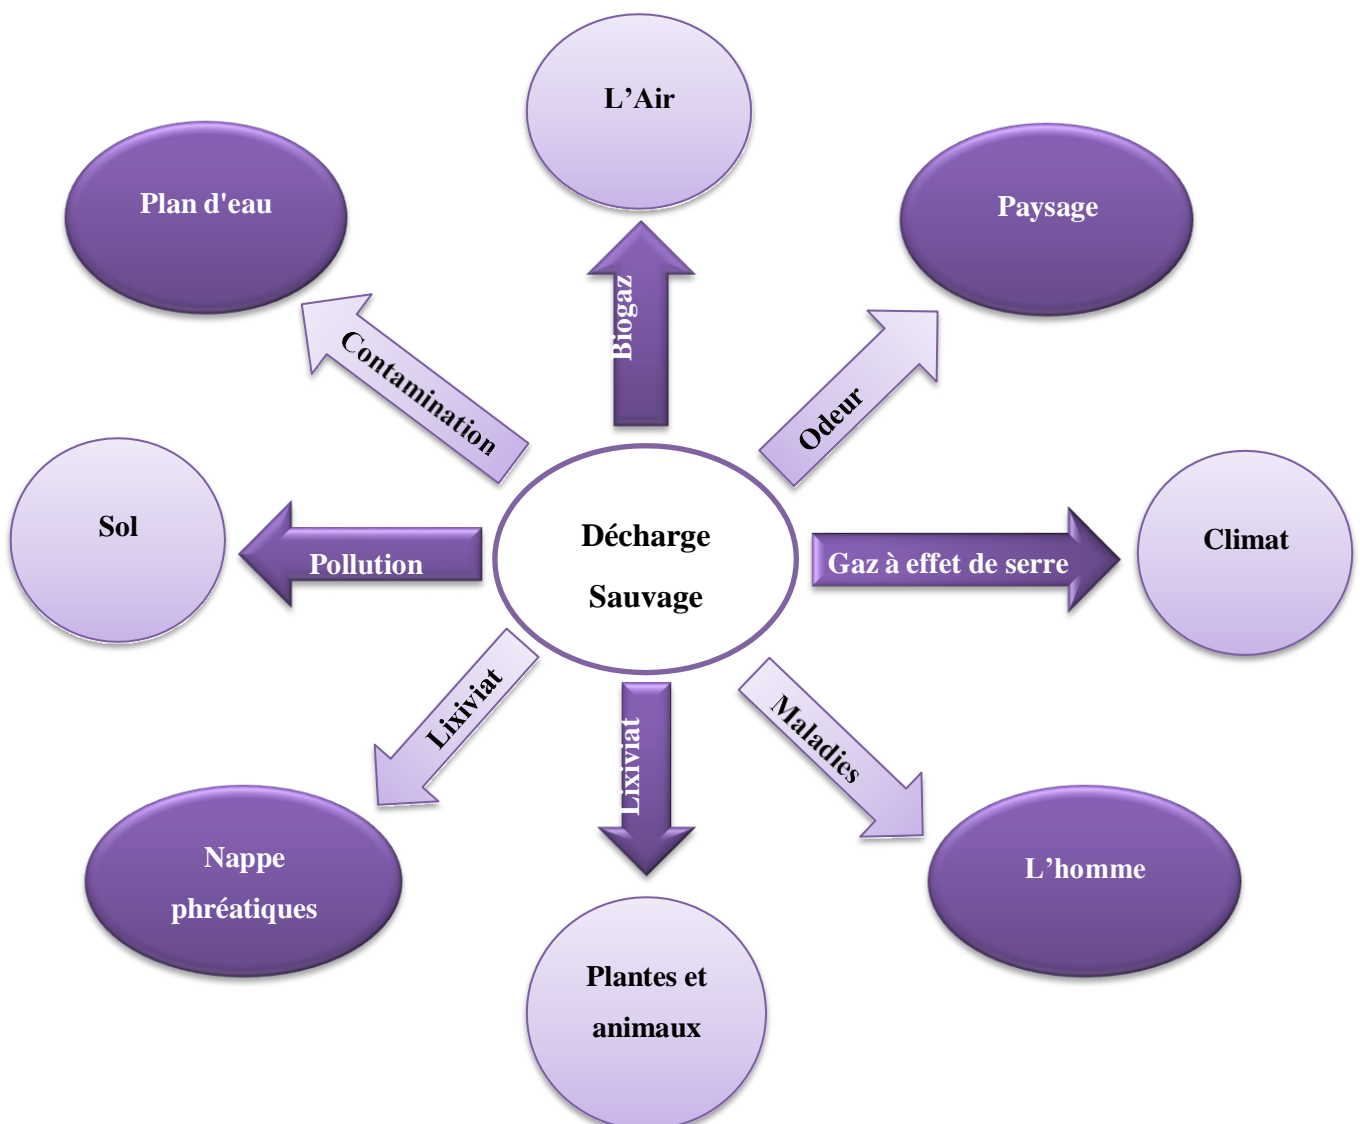 L’Air
Plan d'eau
Paysage
Biogaz
Contamination
Odeur
Sol
Pollution
Décharge
Sauvage
Gaz à effet de serre
Climat
Lixiviat
Lixiviat
Maladies
Nappe
phréatiques
L’homme
Plantes et
animaux